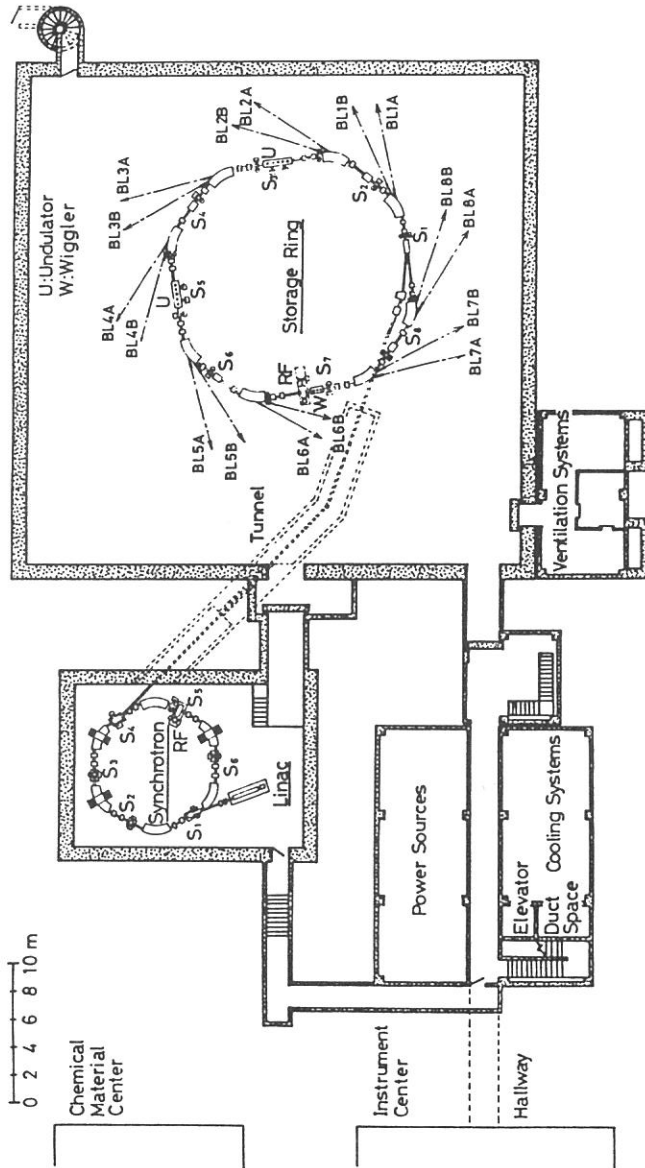 U:Undulator
W:Wiggler
BL3A
BL3B
BL2B
BL2A
BL4A
BL4B
BL1B
BL1A
BL8B
BL8A
BL7B
BL7A
BL5A
BL5B
BL6A
BL6B
S1
S2
S3
U
S4
U
S5
S6
S7
RF
W
S8
Storage Ring
Tunnel
Ventilation Systems
Synchrotron
S1
S2
S3
S4
S5
RF
S6
Linac
Power Sources
Cooling Systems
Elevator
Duct
Space
0 2 4 6 8 10 m
Chemical
Material
Center
Instrument
Center
Hallway